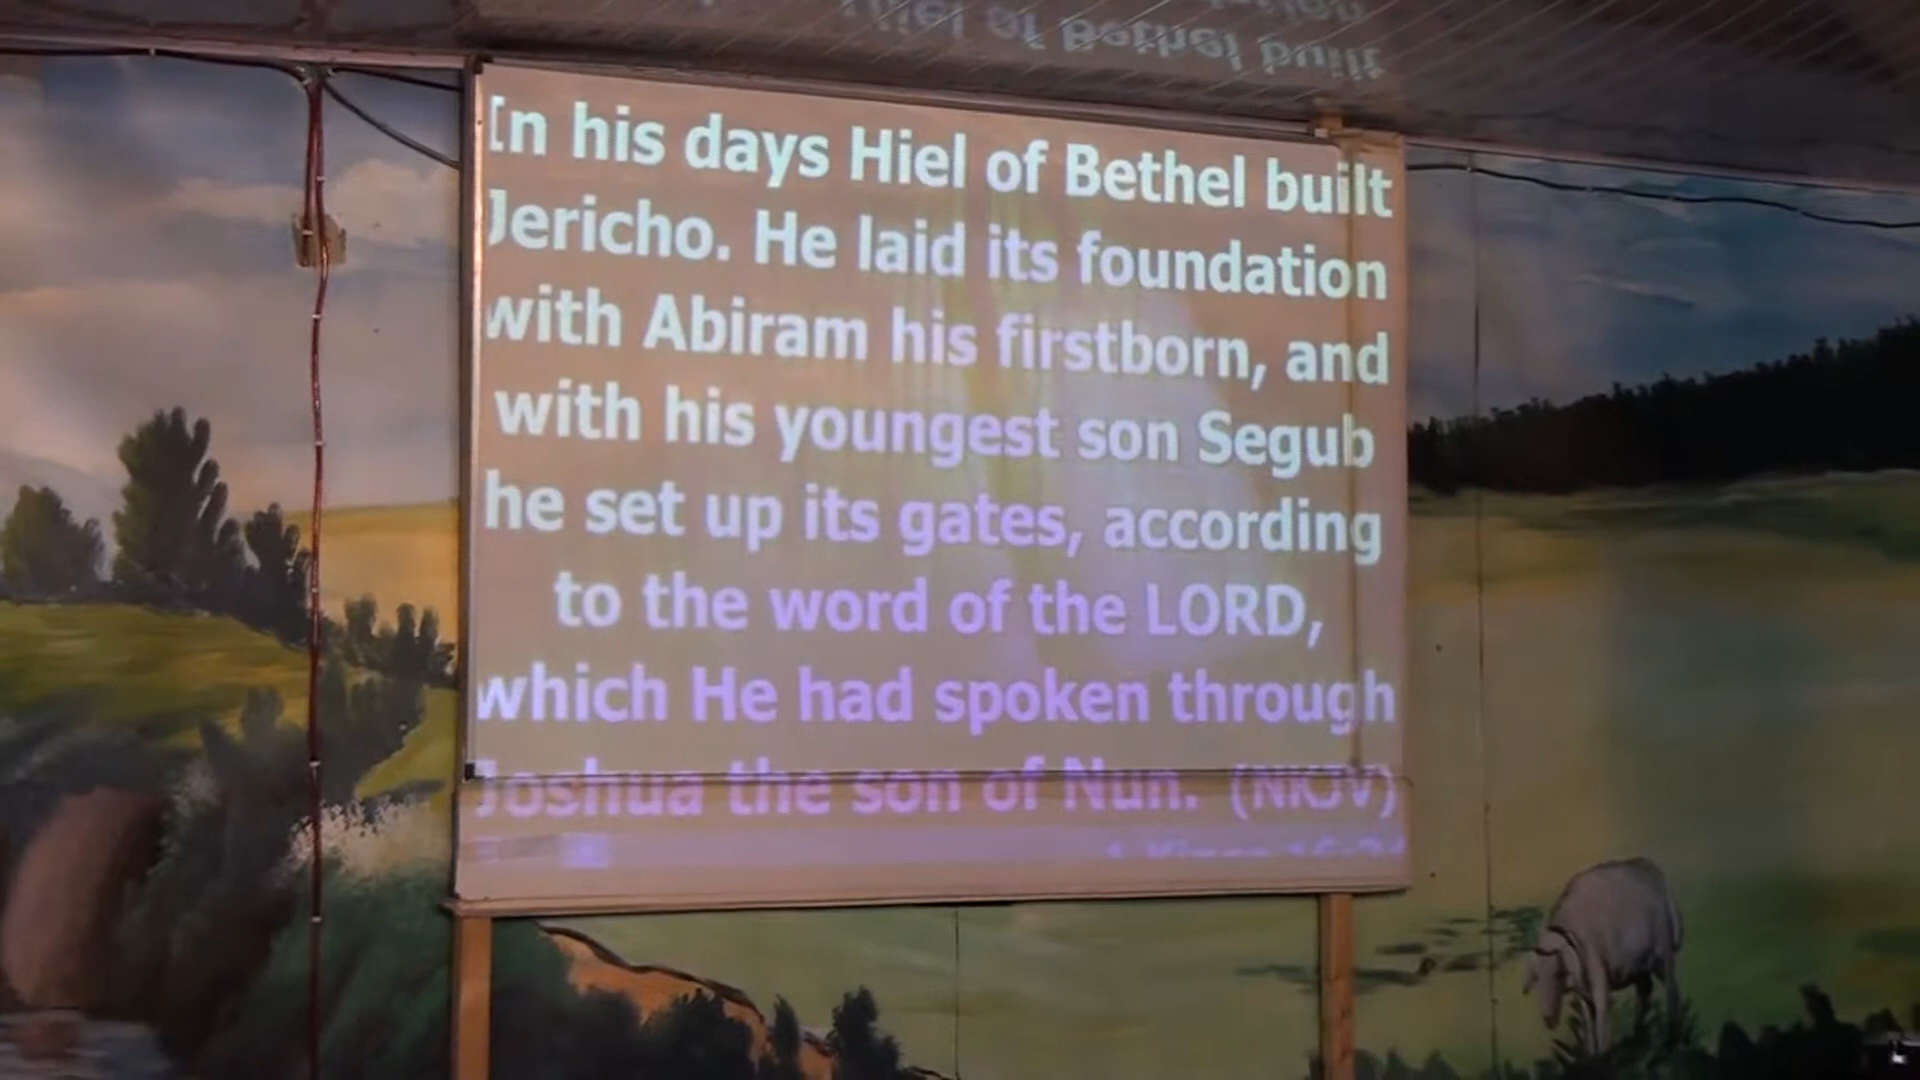 In his days Hiel of Bethel built
Jericho. He laid its foundation
with Abiram his firstborn, and
with his youngest son Segub
he set up its gates, according
to the word of the LORD,
which He had spoken through
Joshua the son of Nun. (NKJV)